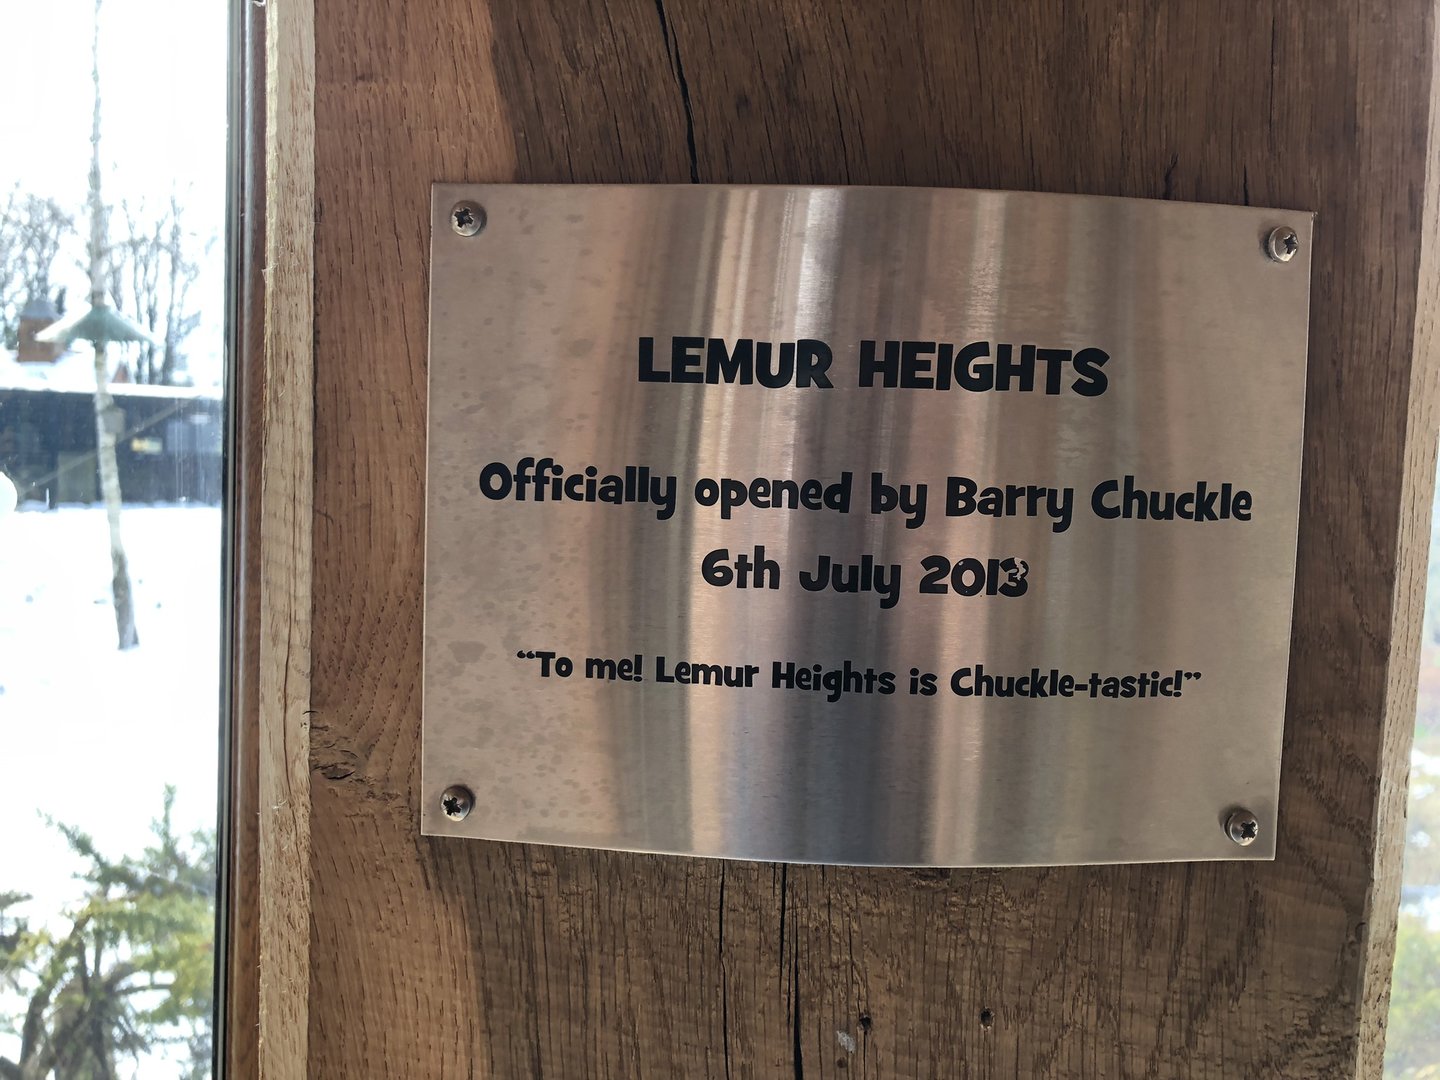 LEMUR HEIGHTS
Officially opened by Barry Chuckle
6th July 2013
“To me! Lemur Heights is Chuckle-tastic!”